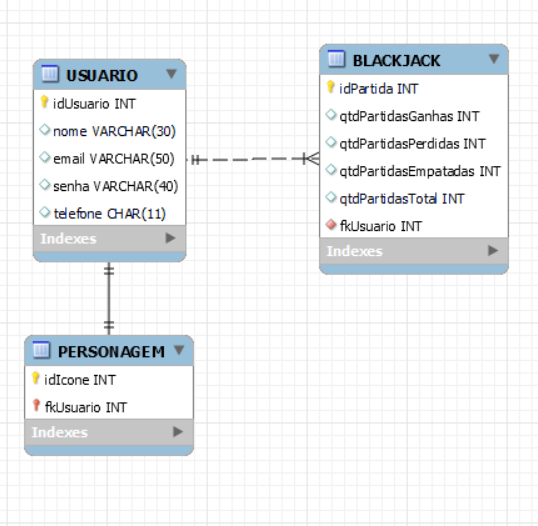 USUARIO
idUsuario INT
nome VARCHAR(30)
email VARCHAR(50)
senha VARCHAR(40)
telefone CHAR(11)
Indexes
BLACKJACK
idPartida INT
qtdPartidasGanhas INT
qtdPartidasPerdidas INT
qtdPartidasEmpatadas INT
qtdPartidasTotal INT
fkUsuario INT
Indexes
PERSONAGEM
idIcone INT
fkUsuario INT
Indexes